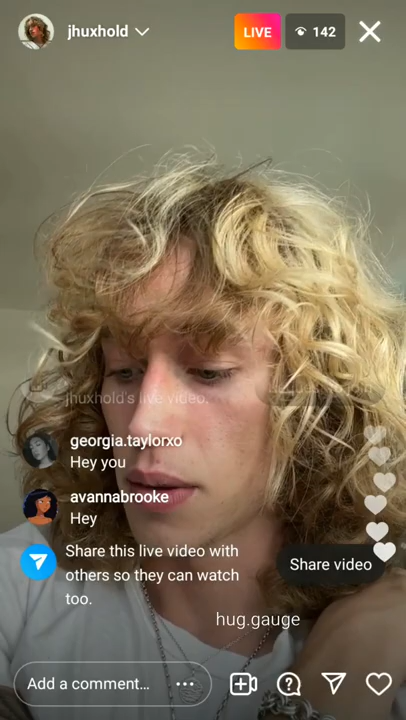 jhuxhold
LIVE
142
jhuxhold's live video.
georgia.taylorxo
Hey you
avannabrooke
Hey
Share this live video with
others so they can watch
too.
Share video
hug.gauge
Add a comment...